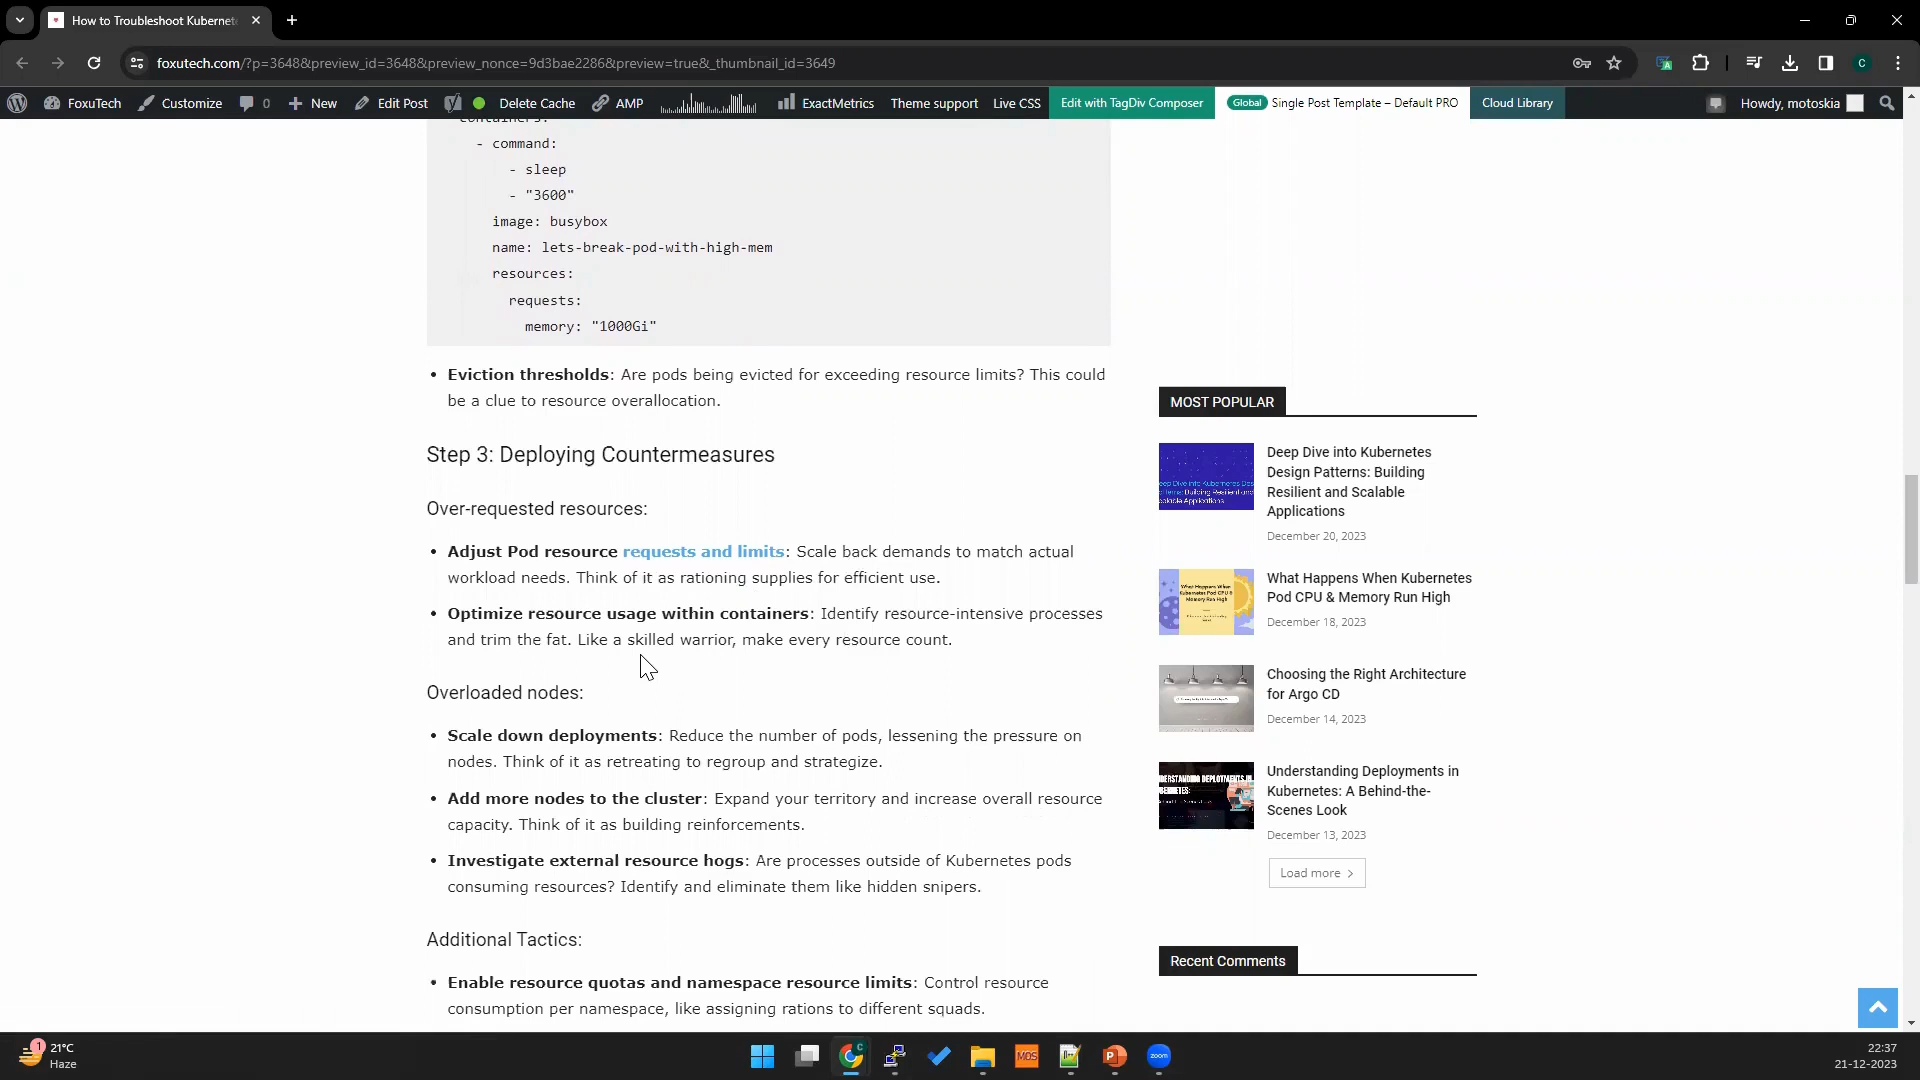 How to Troubleshoot Kubernet
foxutech.com/?p=3648&preview_id=3648&preview_nonce=9d3bae2286&preview=true&_thumbnail_id=3649
FoxuTech
Customize
0
New
Edit Post
Delete Cache
AMP
ExactMetrics
Theme support
Live CSS
Edit with TagDiv Composer
Global
Single Post Template – Default PRO
Cloud Library
Howdy, motoskia
containers:
- command:
- sleep
- "3600"
image: busybox
name: lets-break-pod-with-high-mem
resources:
requests:
memory: "1000Gi"
• Eviction thresholds: Are pods being evicted for exceeding resource limits? This could
be a clue to resource overallocation.
Step 3: Deploying Countermeasures
Over-requested resources:
• Adjust Pod resource requests and limits: Scale back demands to match actual
workload needs. Think of it as rationing supplies for efficient use.
• Optimize resource usage within containers: Identify resource-intensive processes
and trim the fat. Like a skilled warrior, make every resource count.
Overloaded nodes:
• Scale down deployments: Reduce the number of pods, lessening the pressure on
nodes. Think of it as retreating to regroup and strategize.
• Add more nodes to the cluster: Expand your territory and increase overall resource
capacity. Think of it as building reinforcements.
• Investigate external resource hogs: Are processes outside of Kubernetes pods
consuming resources? Identify and eliminate them like hidden snipers.
Additional Tactics:
• Enable resource quotas and namespace resource limits: Control resource
consumption per namespace, like assigning rations to different squads.
MOST POPULAR
Deep Dive into Kubernetes
Design Patterns: Building
Resilient and Scalable
Applications
December 20, 2023
What Happens When Kubernetes
Pod CPU & Memory Run High
December 18, 2023
Choosing the Right Architecture
for Argo CD
December 14, 2023
Understanding Deployments in
Kubernetes: A Behind-the-
Scenes Look
December 13, 2023
Load more
Recent Comments
1
21°C
Haze
C
MOS
zoom
22:37
21-12-2023